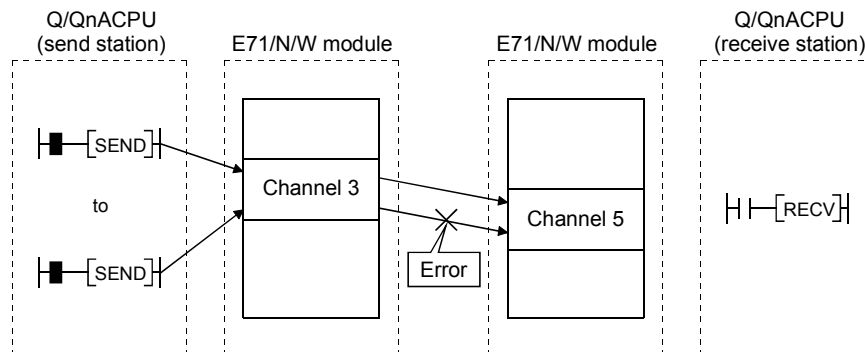 Q/QnACPU
(send station)
E71/N/W module
E71/N/W module
Q/QnACPU
(receive station)
SEND
to
SEND
Channel 3
Error
Channel 5
RECV